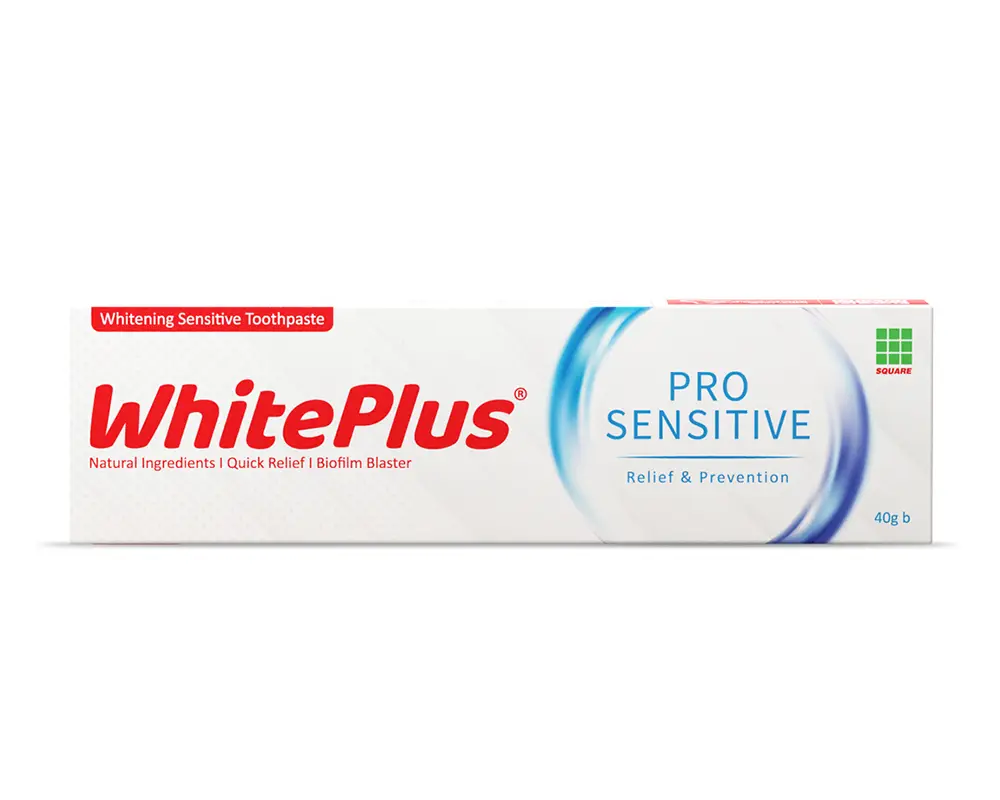 Whitening Sensitive Toothpaste
WhitePlus®
Natural Ingredients I Quick Relief I Biofilm Blaster
PRO
SENSITIVE
Relief & Prevention
SQUARE
40g b